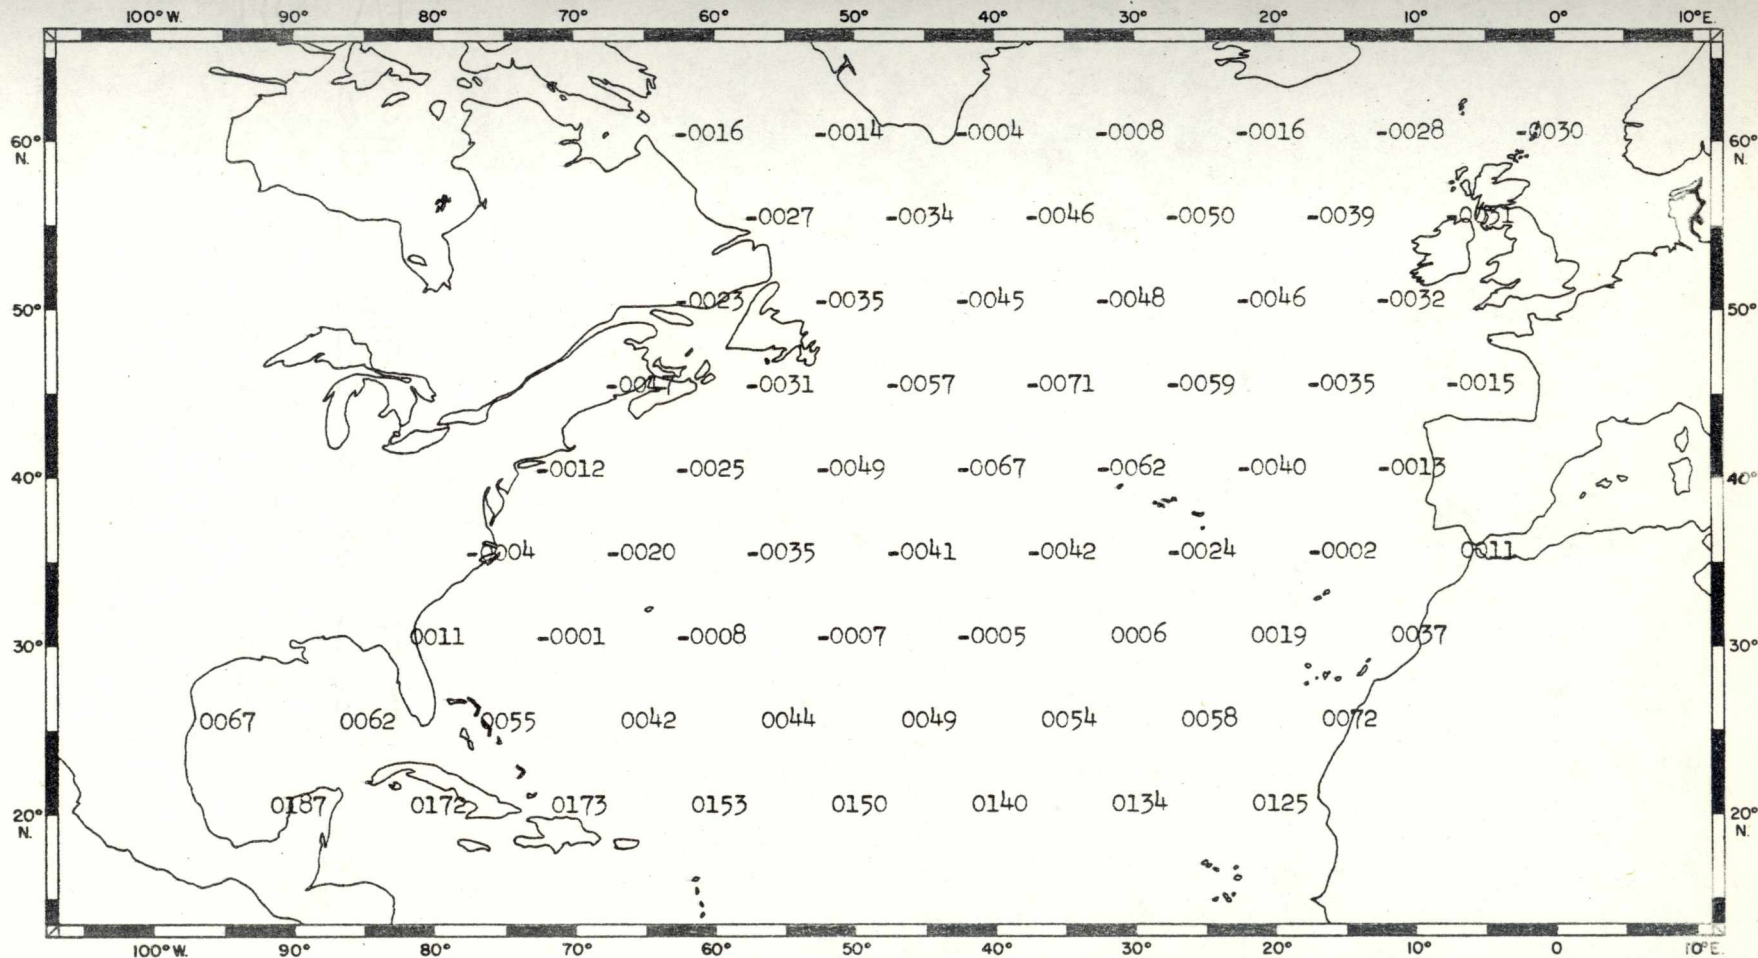 100° W. 90° 80° 70° 60° 50° 40° 30° 20° 10° 0° 10° E.
60° N. -0016 -0014 -0004 -0008 -0016 -0028 -0030 60° N.
-0027 -0034 -0046 -0050 -0039
50° -0023 -0035 -0045 -0048 -0046 -0032 50°
-0047 -0031 -0057 -0071 -0059 -0035 -0015
40° -0012 -0025 -0049 -0067 -0062 -0040 -0013 40°
-0004 -0020 -0035 -0041 -0042 -0024 -0002 0011
30° 0011 -0001 -0008 -0007 -0005 0006 0019 0037 30°
0067 0062 0055 0042 0044 0049 0054 0058 0072
20° N. 0187 0172 0173 0153 0150 0140 0134 0125 20° N.
100° W. 90° 80° 70° 60° 50° 40° 30° 20° 10° 0 10° E.